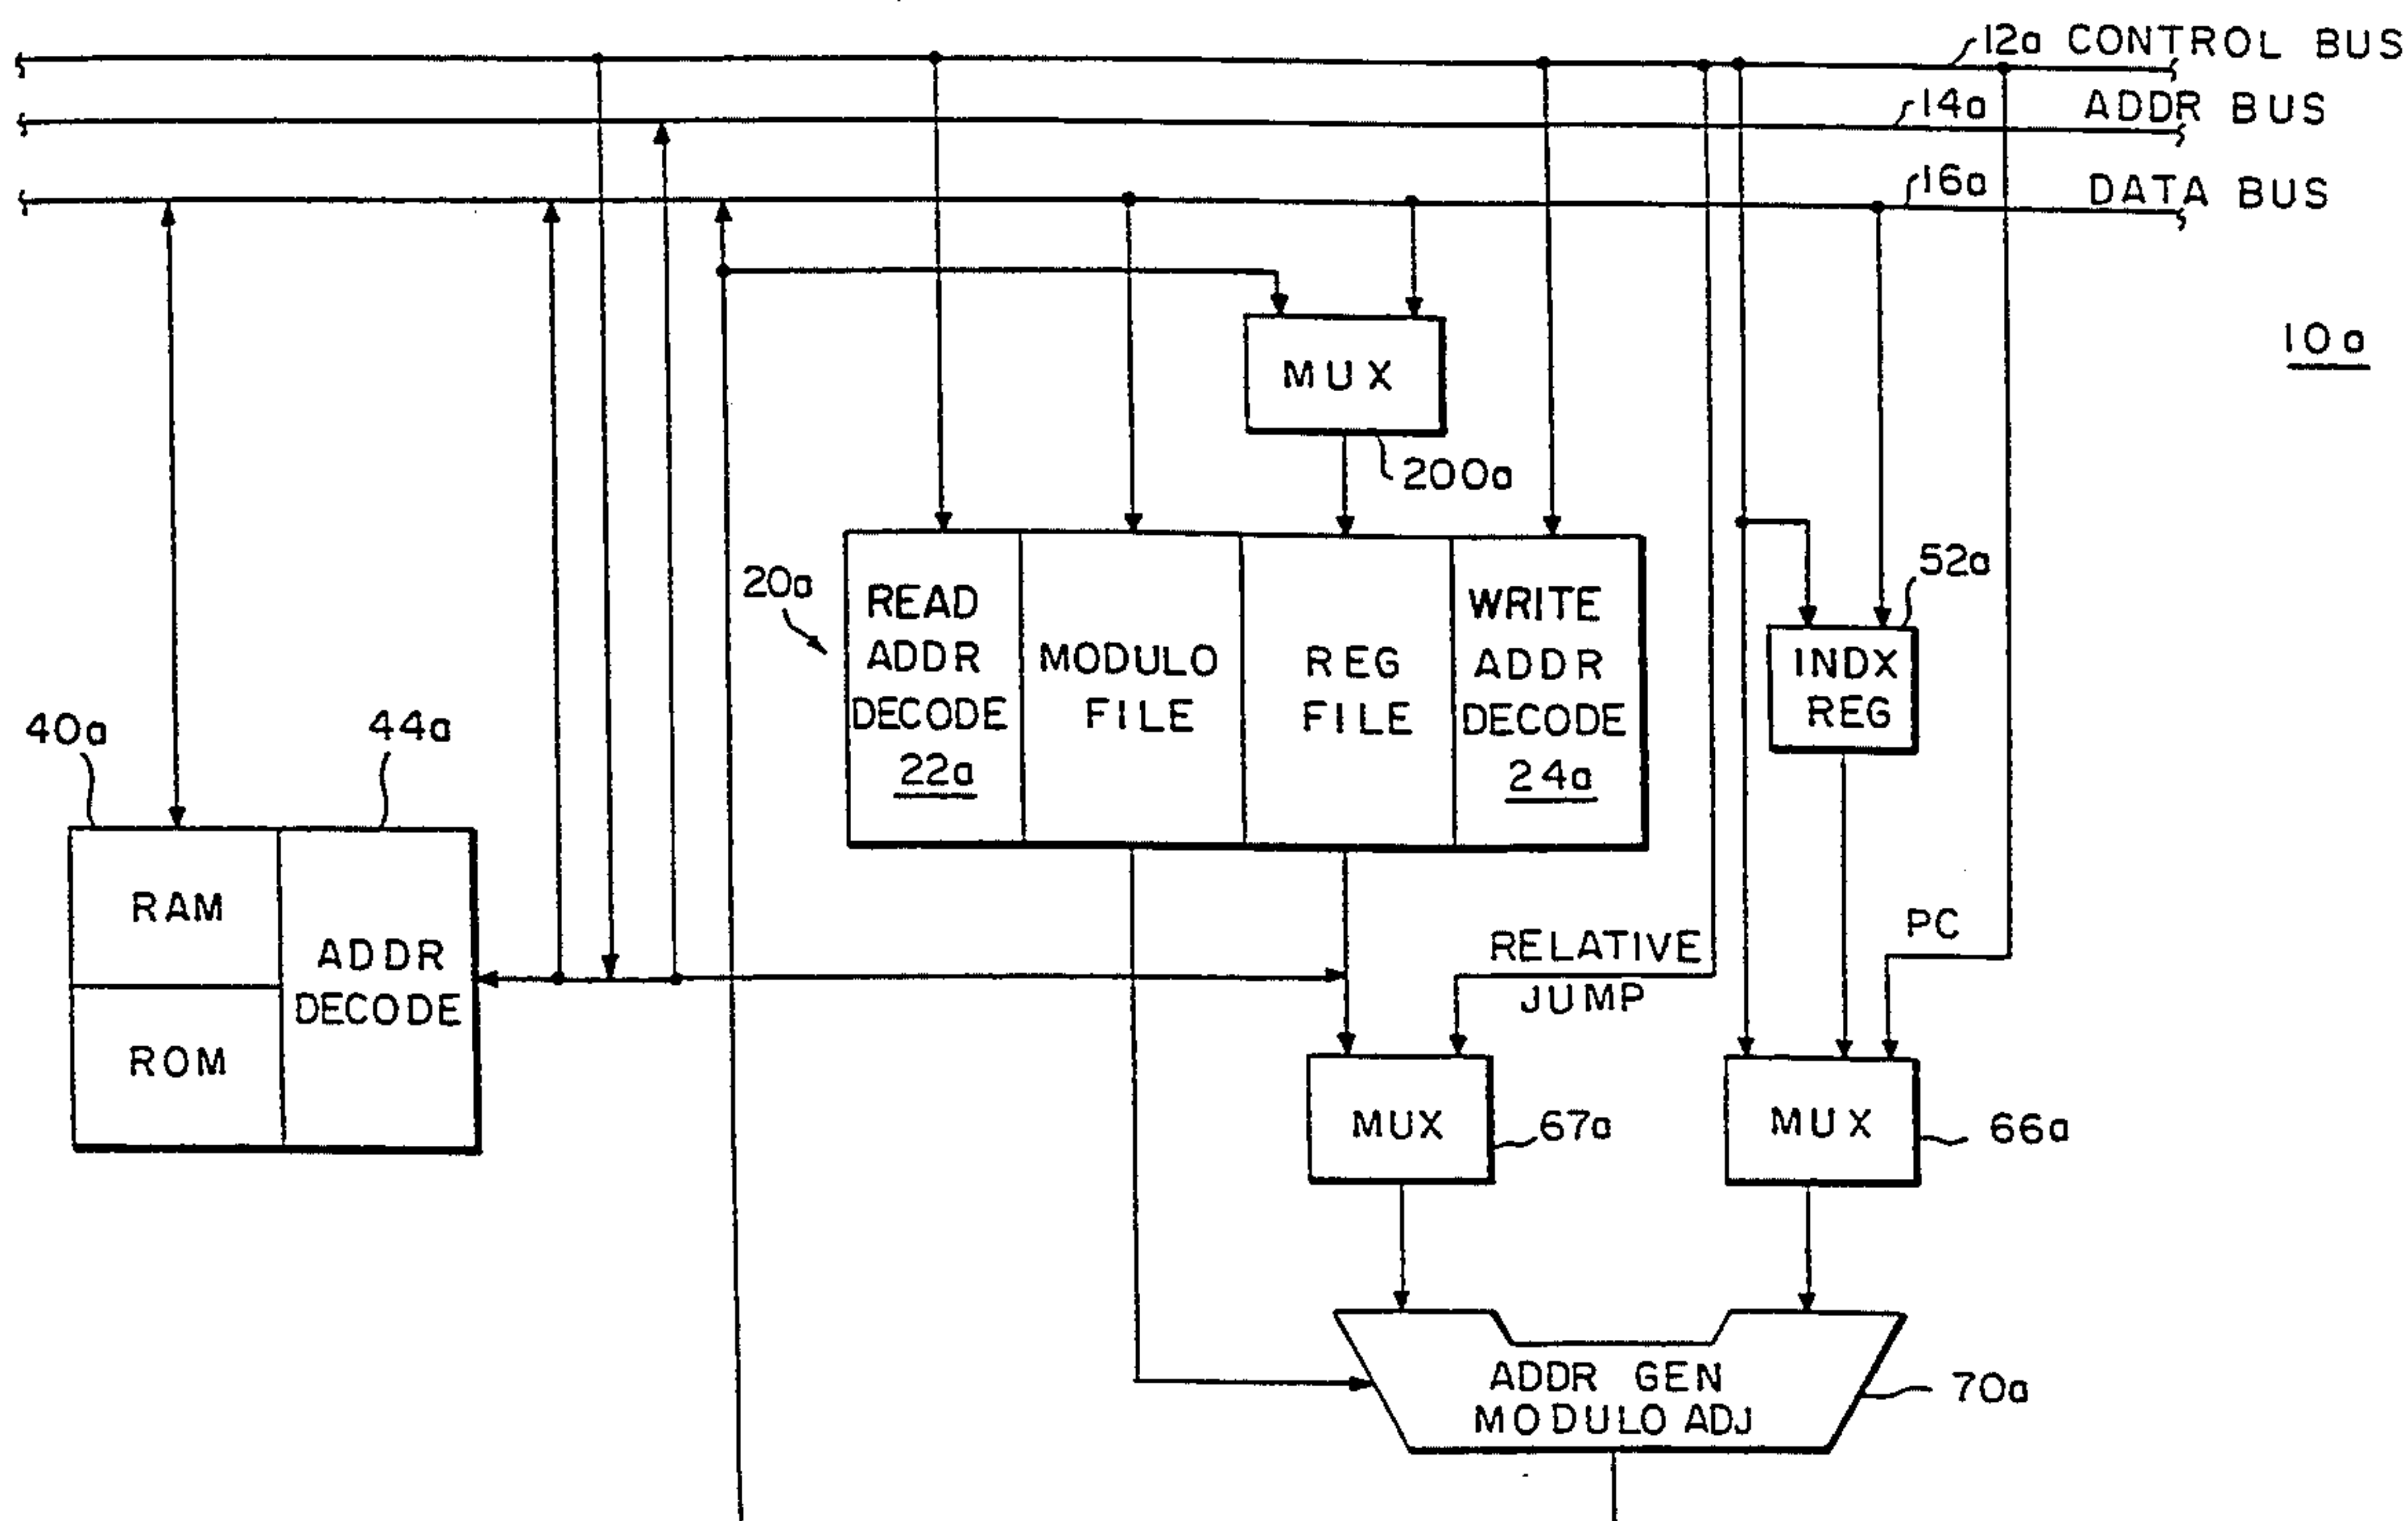 12a CONTROL BUS
14a ADDR BUS
16a DATA BUS
10a
MUX
200a
20a
READ
ADDR
DECODE
22a
MODULO
FILE
REG
FILE
WRITE
ADDR
DECODE
24a
52a
INDX
REG
40a
44a
RAM
ROM
ADDR
DECODE
RELATIVE
JUMP
PC
MUX
67a
MUX
66a
ADDR GEN
MODULO ADJ
70a